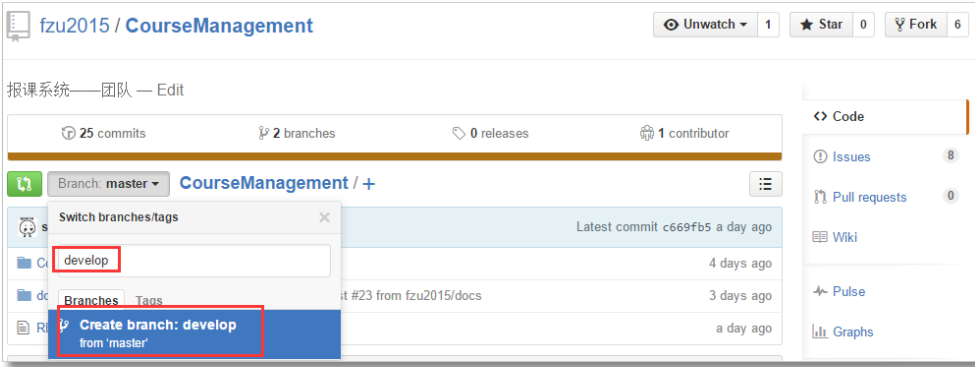 fzu2015 / CourseManagement
Unwatch 1 Star 0 Fork 6
报课系统——团队 — Edit
25 commits 2 branches 0 releases 1 contributor
Branch: master CourseManagement / +
Switch branches/tags
s
Latest commit c669fb5 a day ago
develop
4 days ago
Branches Tags
st #23 from fzu2015/docs 3 days ago
Create branch: develop
from 'master'
a day ago
Code
Issues 8
Pull requests 0
Wiki
Pulse
Graphs